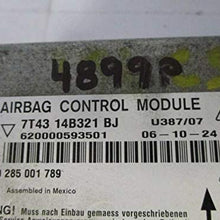 4899P
AIRBAG CONTROL MODULE
7T43 14B321 BJ U387/07
620000593501 06-10-24
0 285 001 789
Assembled in Mexico
Muss nach Einbau gemaess vorgeschriebenen